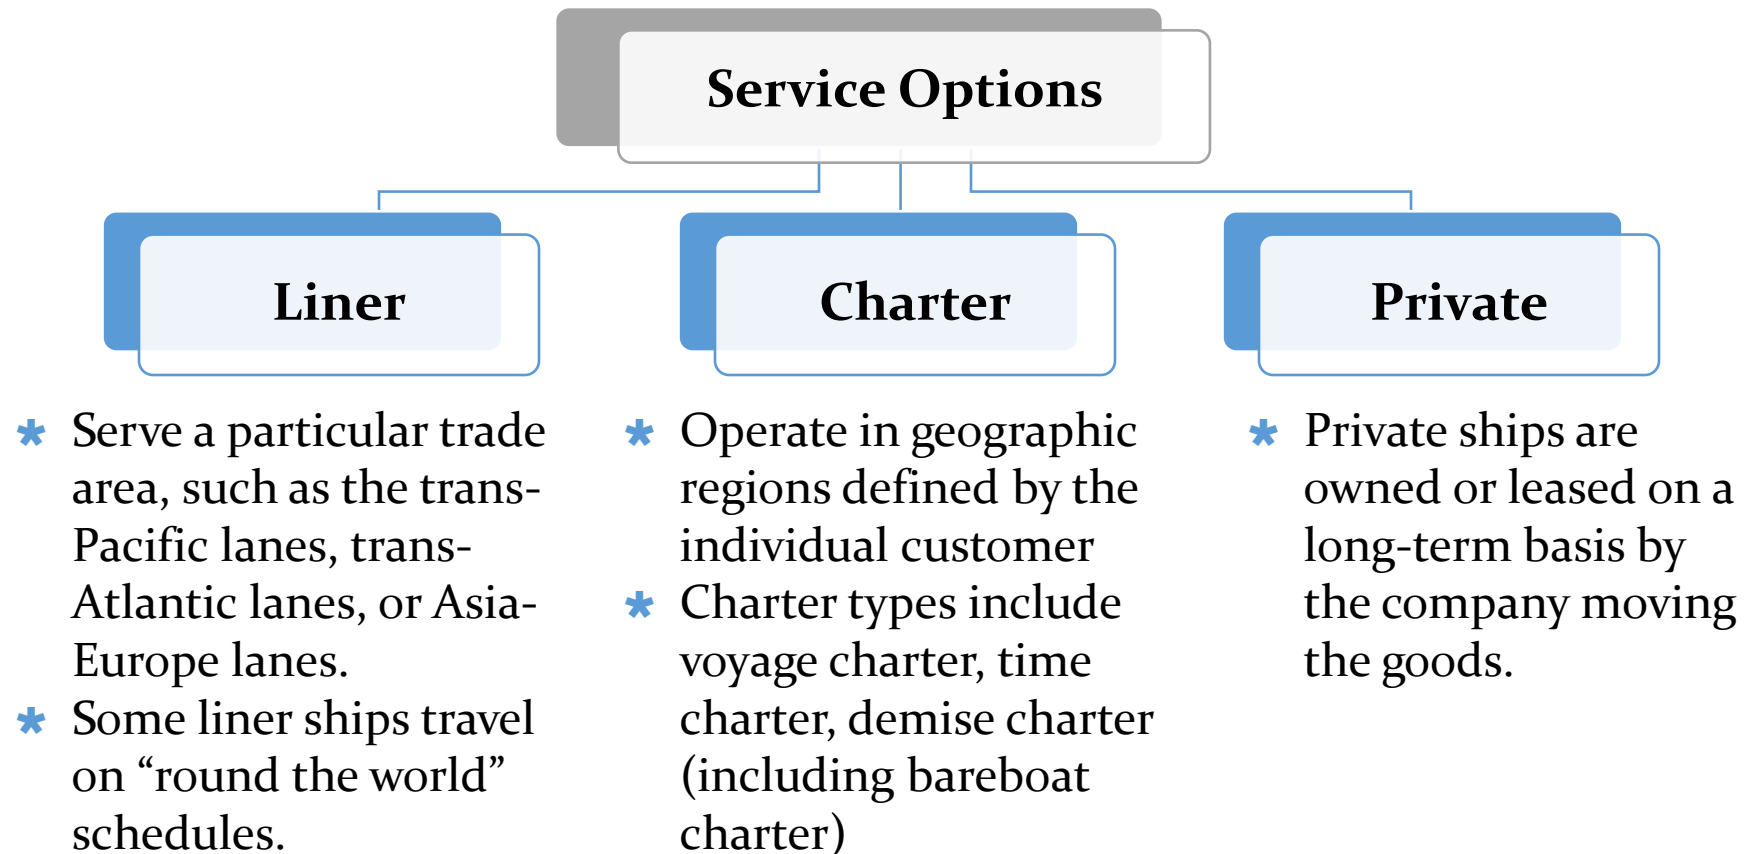 Service Options
Liner
Charter
Private
* Serve a particular trade
area, such as the trans-
Pacific lanes, trans-
Atlantic lanes, or Asia-
Europe lanes.
* Some liner ships travel
on “round the world”
schedules.
* Operate in geographic
regions defined by the
individual customer
* Charter types include
voyage charter, time
charter, demise charter
(including bareboat
charter)
* Private ships are
owned or leased on a
long-term basis by
the company moving
the goods.